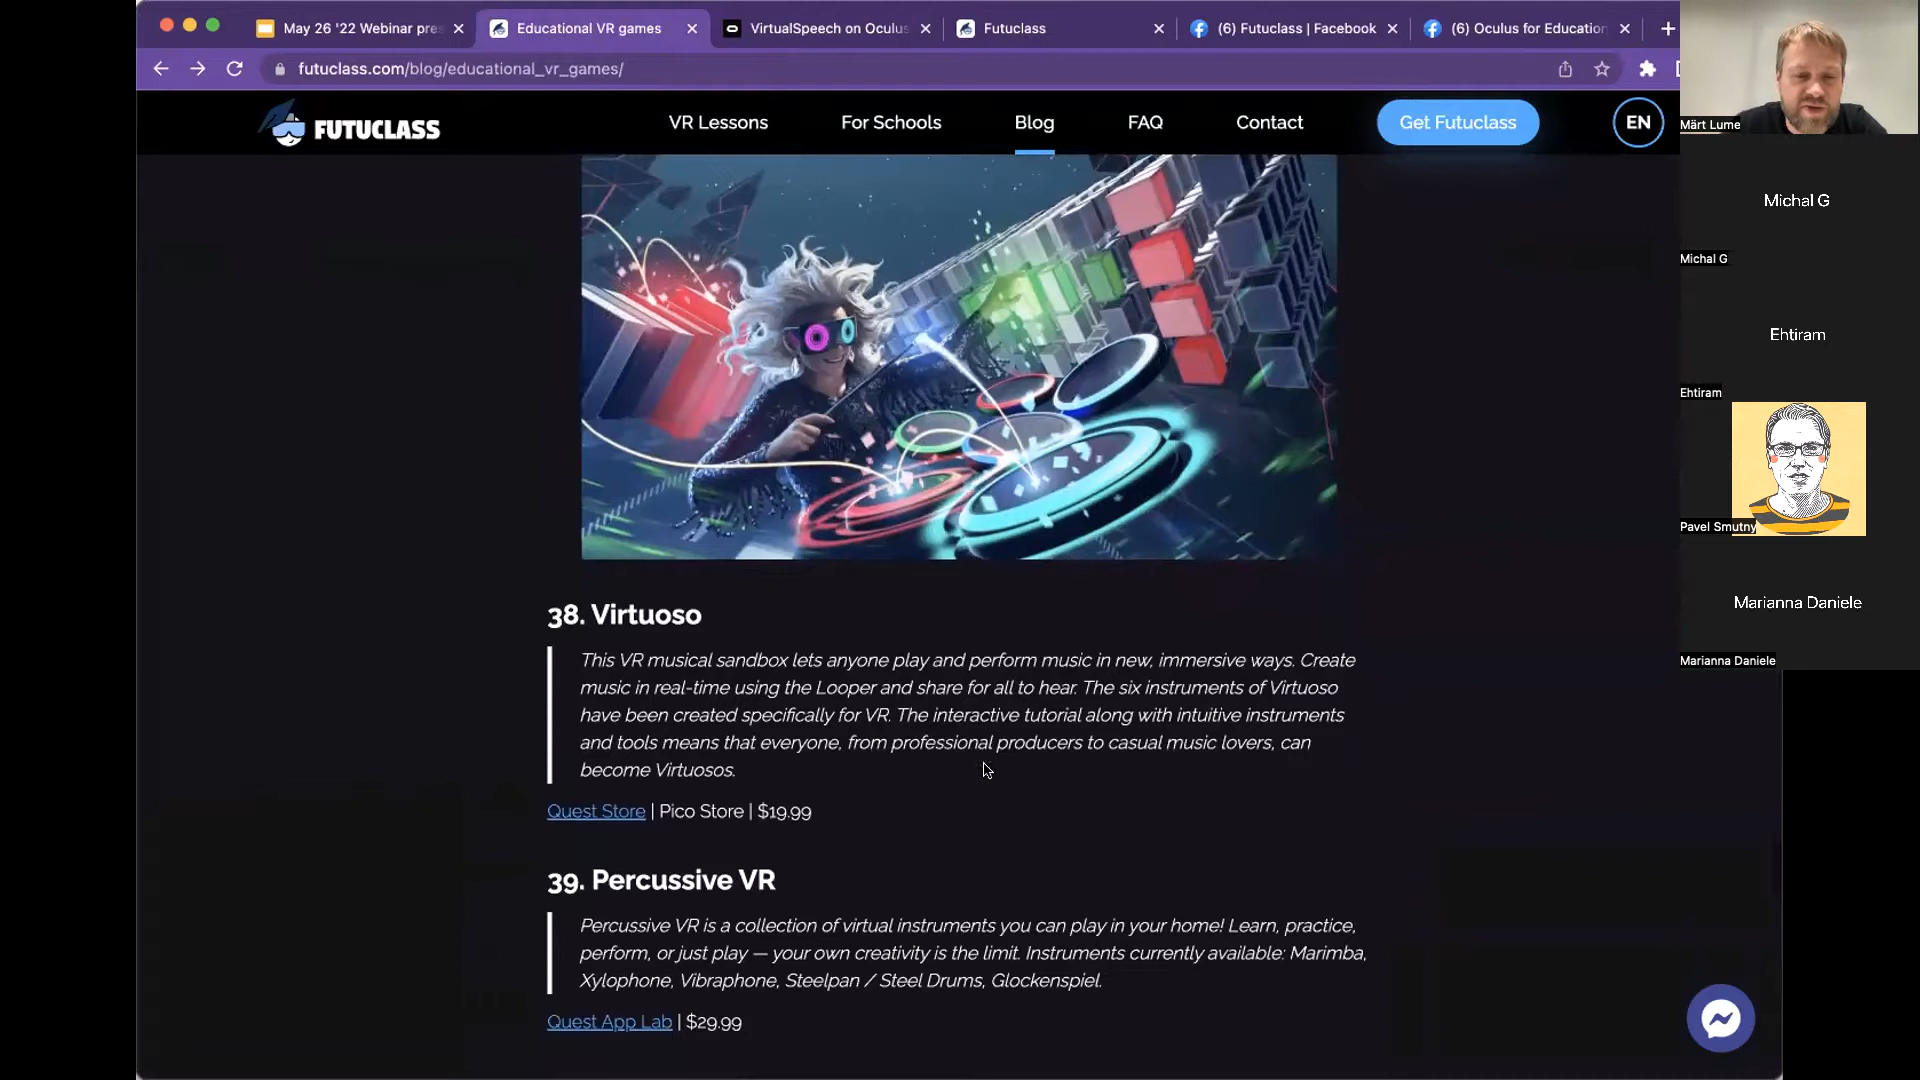 May 26 '22 Webinar pres
Educational VR games
VirtualSpeech on Oculus
Futuclass
(6) Futuclass | Facebook
(6) Oculus for Education
futuclass.com/blog/educational_vr_games/
FUTUCLASS
VR Lessons
For Schools
Blog
FAQ
Contact
Get Futuclass
EN
38. Virtuoso
This VR musical sandbox lets anyone play and perform music in new, immersive ways. Create
music in real-time using the Looper and share for all to hear. The six instruments of Virtuoso
have been created specifically for VR. The interactive tutorial along with intuitive instruments
and tools means that everyone, from professional producers to casual music lovers, can
become Virtuosos.
Quest Store | Pico Store | $19.99
39. Percussive VR
Percussive VR is a collection of virtual instruments you can play in your home! Learn, practice,
perform, or just play — your own creativity is the limit. Instruments currently available: Marimba,
Xylophone, Vibraphone, Steelpan / Steel Drums, Glockenspiel.
Quest App Lab | $29.99
Märt Lume
Michal G
Michal G
Ehtiram
Ehtiram
Pavel Smutny
Marianna Daniele
Marianna Daniele